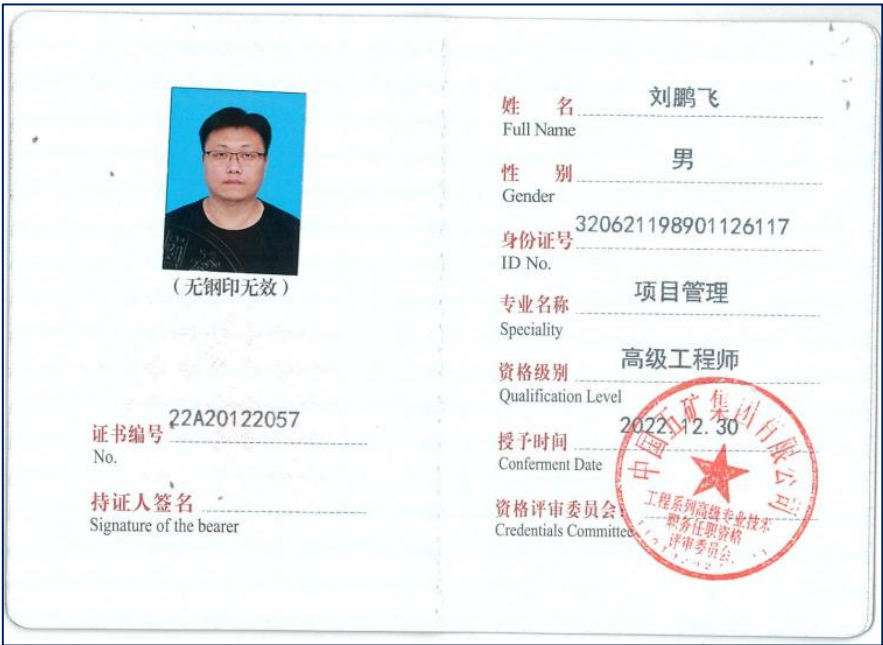 （无钢印无效）
证书编号 22A20122057
No.
持证人签名
Signature of the bearer
姓 名 刘鹏飞
Full Name
性 别 男
Gender
身份证号 320621198901126117
ID No.
专业名称 项目管理
Speciality
资格级别 高级工程师
Qualification Level
授予时间 2022.12.30
Conferment Date
资格评审委员会：
Credentials Committee
中国五矿集团有限公司
工程系列高级专业技术
职务任职资格
评审委员会